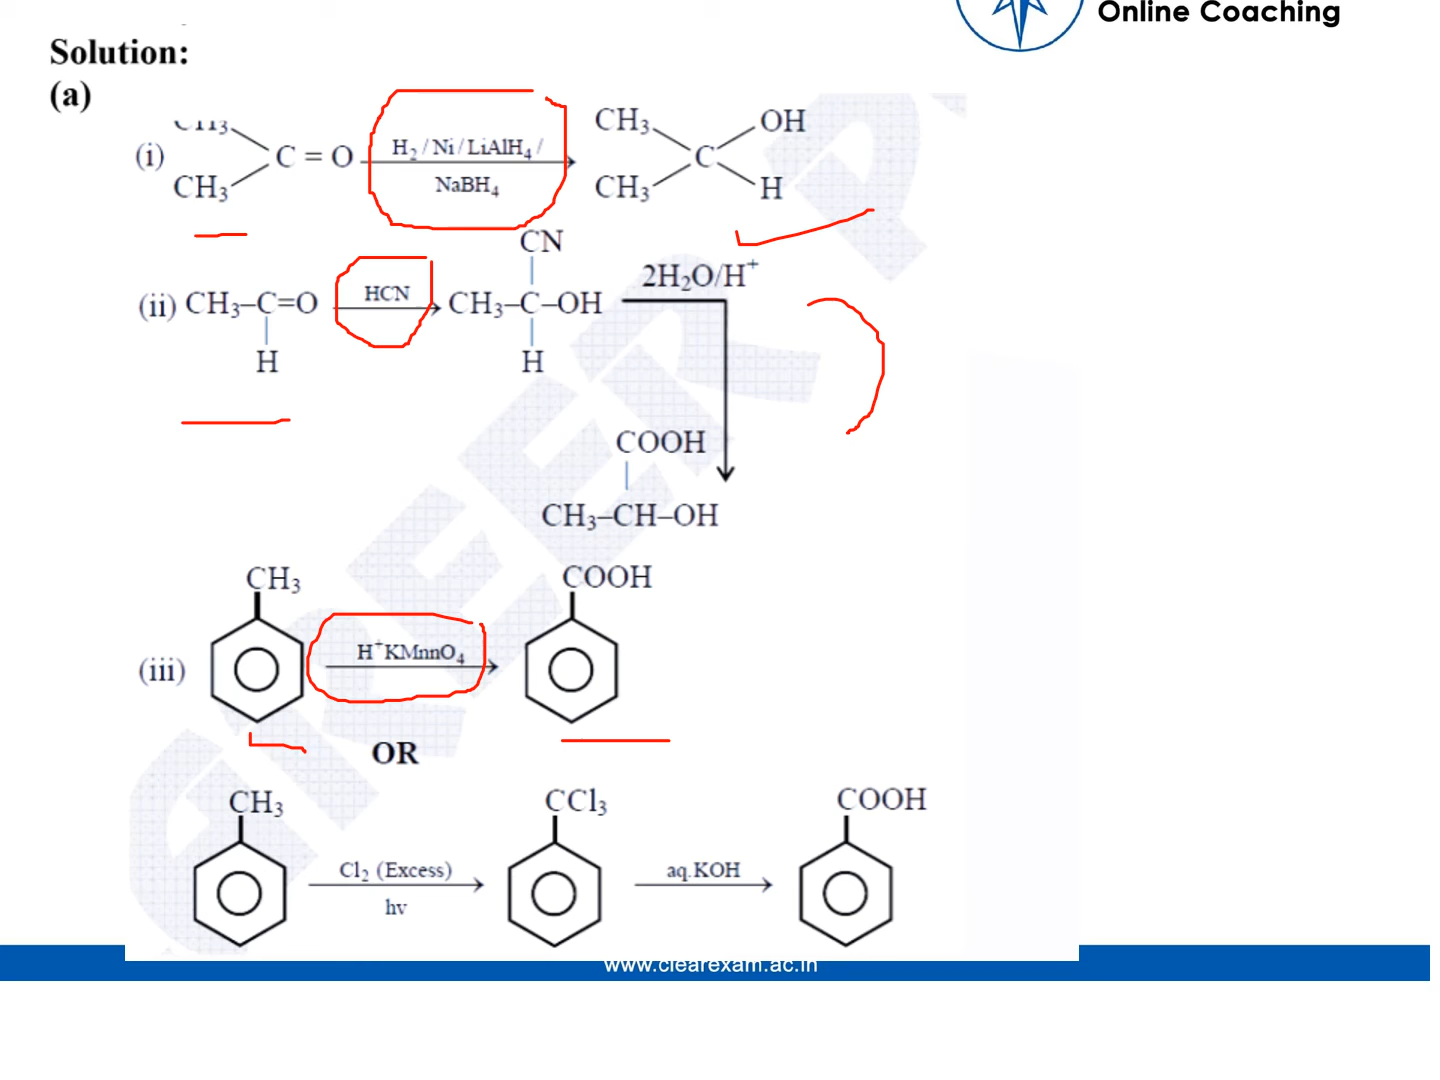 Online Coaching
Solution:
(a)
(i) CH₃ C = O H₂ / Ni / LiAlH₄ / NaBH₄ CH₃ OH
CH₃ C
CH₃ H
CN
(ii) CH₃–C=O HCN CH₃–C–OH 2H₂O/H⁺
H H
COOH
CH₃–CH–OH
CH₃ COOH
(iii) H⁺KMnnO₄
OR
CH₃ CCl₃ COOH
Cl₂ (Excess) aq.KOH
hv
www.clearexam.ac.in